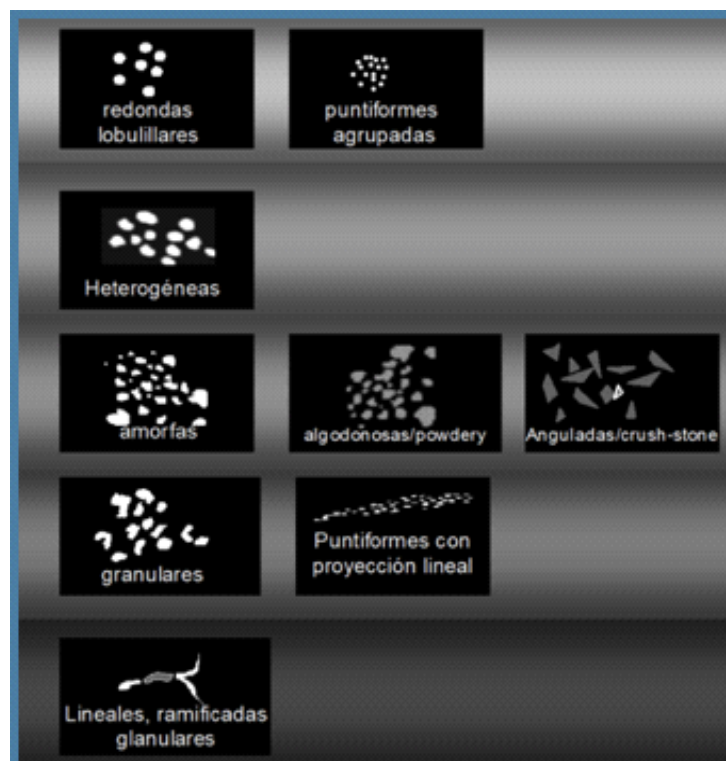 redondas
lobulillares
puntiformes
agrupadas
Heterogéneas
amorfas
algodonosas/powdery
Anguladas/crush-stone
granulares
Puntiformes con
proyección lineal
Lineales, ramificadas
glanulares